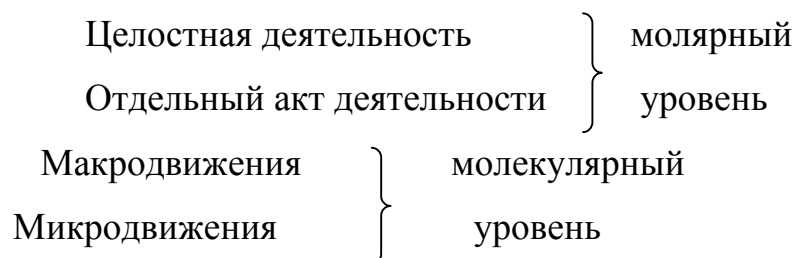 Целостная деятельность молярный
Отдельный акт деятельности уровень
Макродвижения молекулярный
Микродвижения уровень